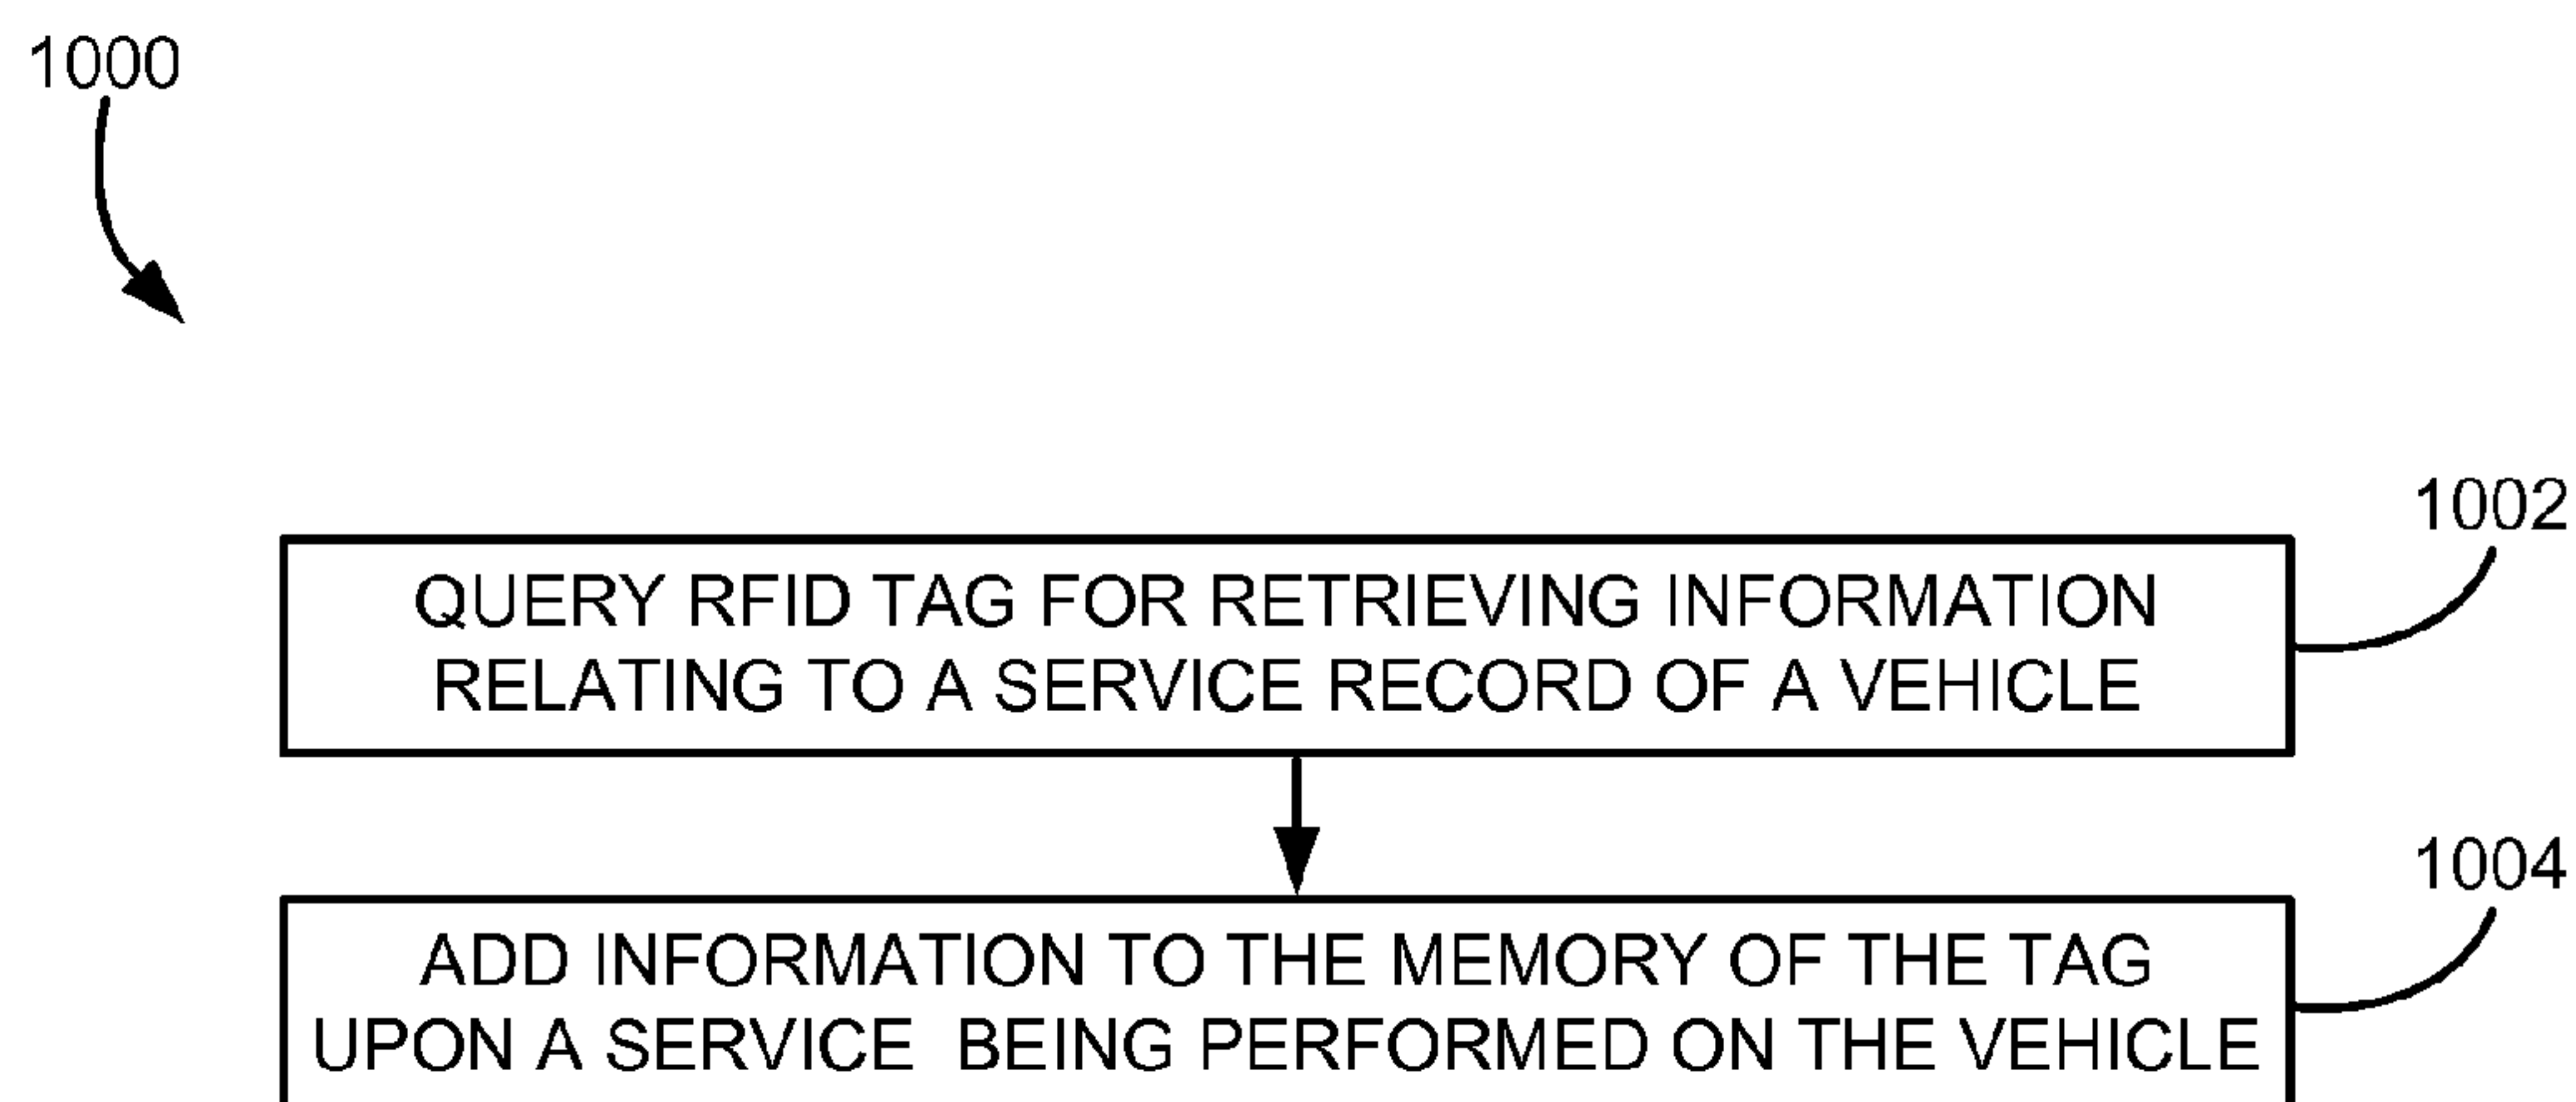 1000
1002
QUERY RFID TAG FOR RETRIEVING INFORMATION
RELATING TO A SERVICE RECORD OF A VEHICLE
1004
ADD INFORMATION TO THE MEMORY OF THE TAG
UPON A SERVICE BEING PERFORMED ON THE VEHICLE